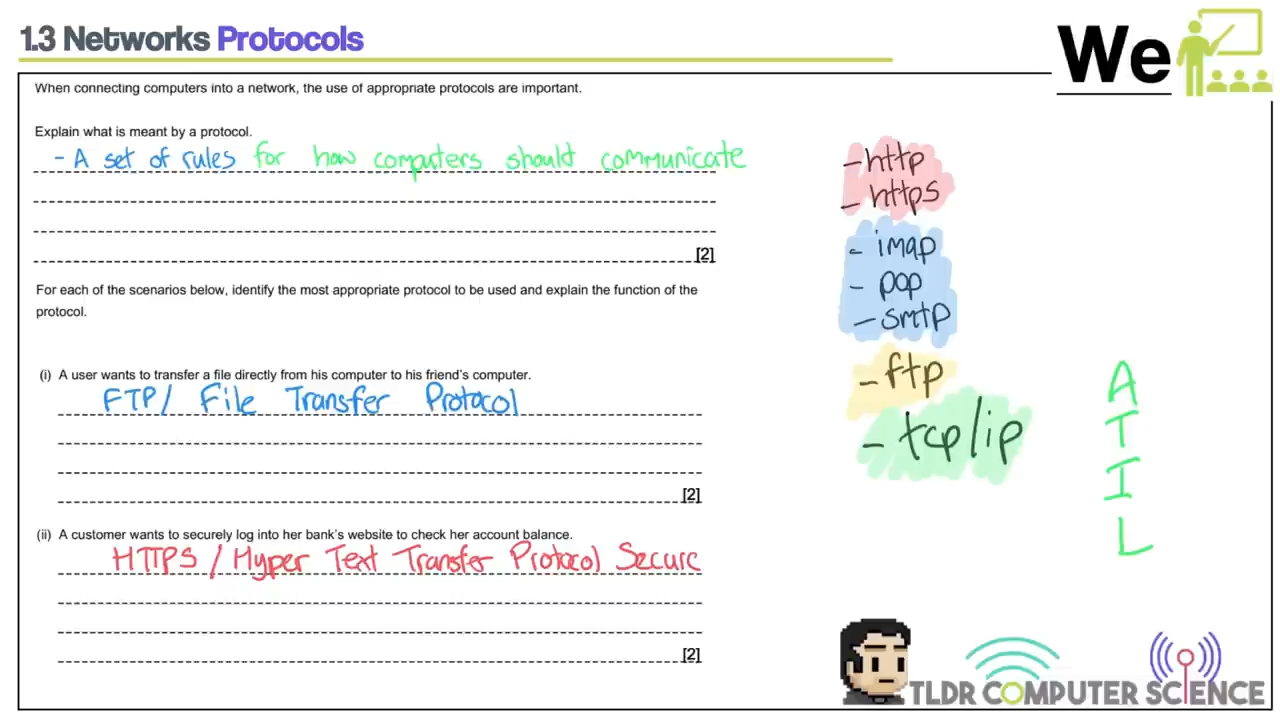 1.3 Networks Protocols
We
When connecting computers into a network, the use of appropriate protocols are important.
Explain what is meant by a protocol.
- A set of rules for how computers should communicate
[2]
For each of the scenarios below, identify the most appropriate protocol to be used and explain the function of the
protocol.
(i) A user wants to transfer a file directly from his computer to his friend's computer.
FTP/ File Transfer Protocol
[2]
(ii) A customer wants to securely log into her bank's website to check her account balance.
HTTPS / Hyper Text Transfer Protocol Secure
[2]
- http
- https
- imap
- pop
- smtp
- ftp
- tcp/ip
A
T
I
L
TLDR COMPUTER SCIENCE